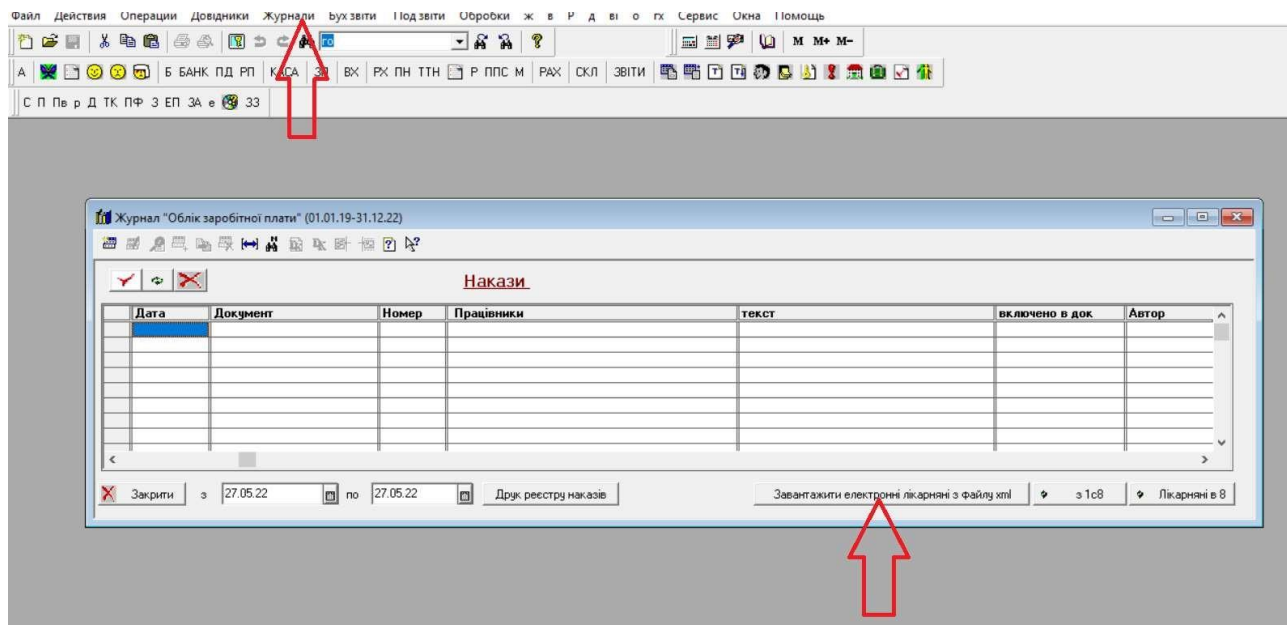 Файл Действия Операции Довідники Журнали Бух звіти Под звіти Обробки ж в Р д ві о гх Сервис Окна Помощь
го М М+ М-
А Б БАНК ПД РП КАСА ЗП ВХ РХ ПН ТТН Р ППС М РАХ СКЛ ЗВІТИ
С П Пв р Д ТК ПФ З ЕП ЗА е ЗЗ
Журнал "Облік заробітної плати" (01.01.19-31.12.22)
Накази
Дата Документ Номер Працівники текст включено в док Автор
Закрити з 27.05.22 по 27.05.22 Друк реєстру наказів Завантажити електронні лікарняні з файлу xml з 1с8 Лікарняні в 8